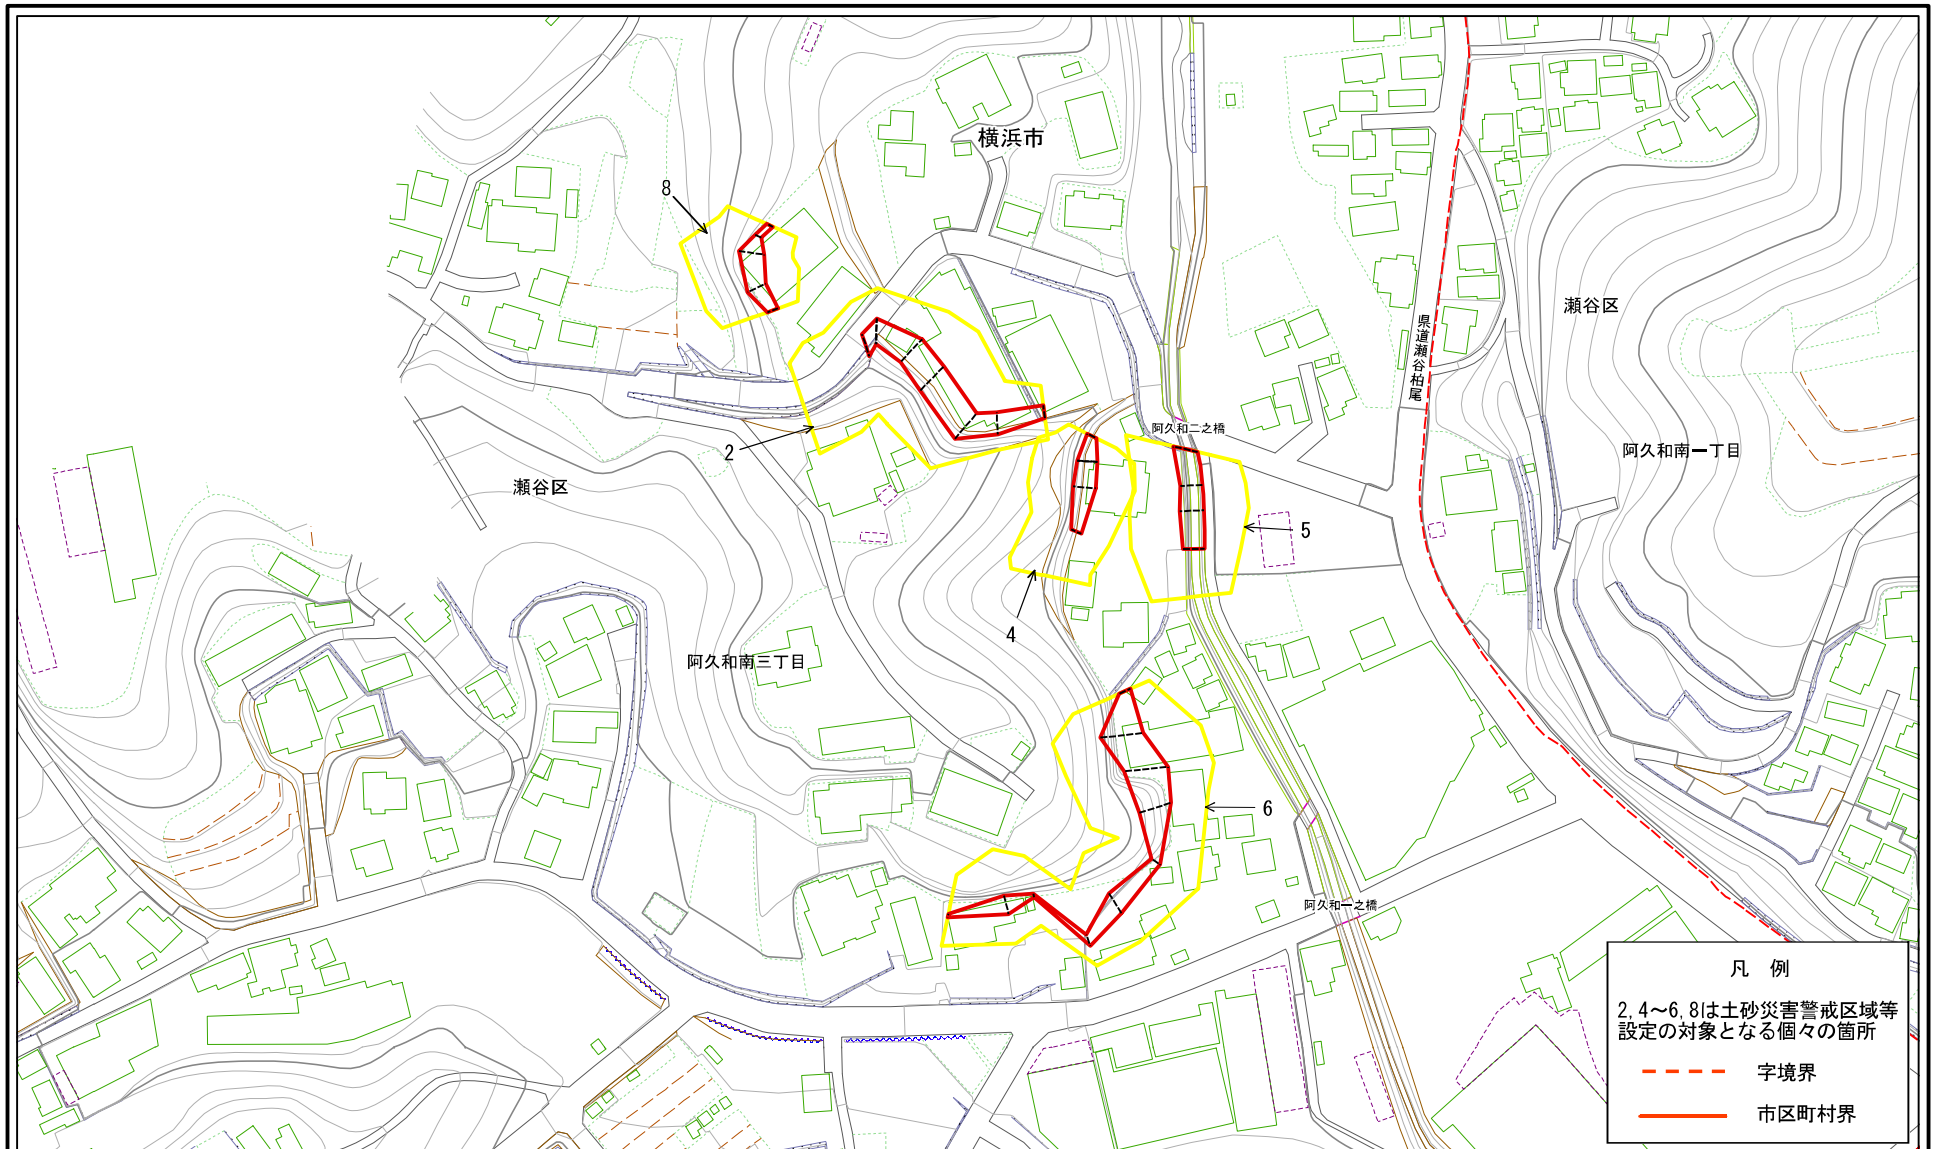 横浜市
8
瀬谷区
県道瀬谷柏尾
阿久和二之橋
阿久和南一丁目
2
瀬谷区
5
4
阿久和南三丁目
6
阿久和一之橋
凡 例
2,4～6,8は土砂災害警戒区域等
設定の対象となる個々の箇所
字境界
市区町村界